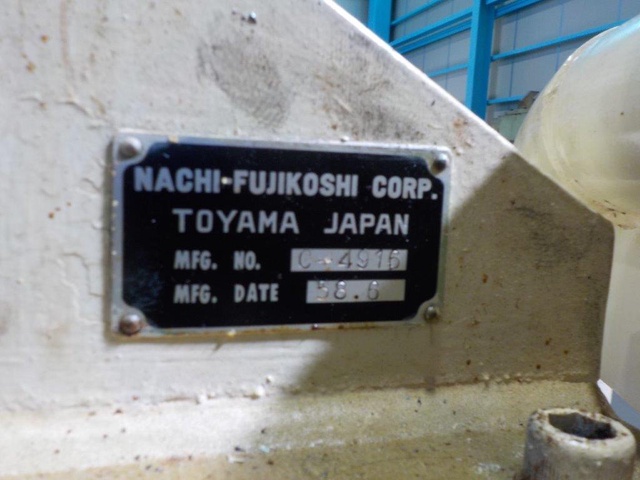 NACHI-FUJIKOSHI CORP.
TOYAMA JAPAN
MFG. NO. C-4915
MFG. DATE 58.6